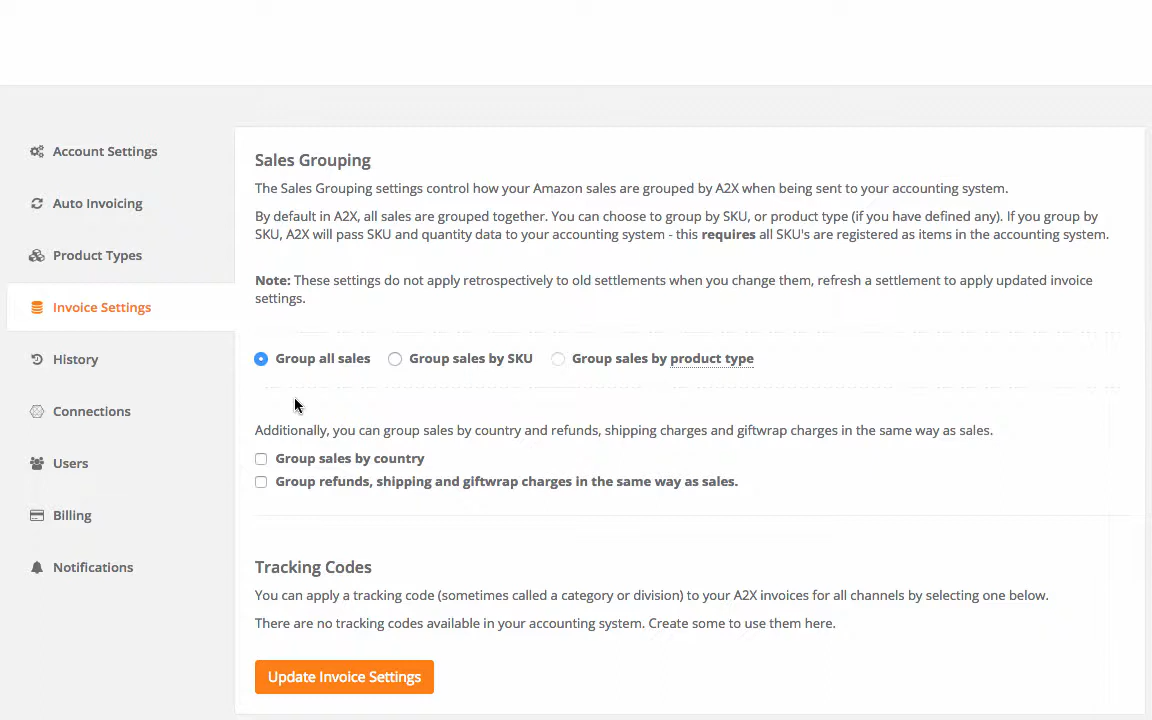 Account Settings
Auto Invoicing
Product Types
Invoice Settings
History
Connections
Users
Billing
Notifications
Sales Grouping
The Sales Grouping settings control how your Amazon sales are grouped by A2X when being sent to your accounting system.
By default in A2X, all sales are grouped together. You can choose to group by SKU, or product type (if you have defined any). If you group by
SKU, A2X will pass SKU and quantity data to your accounting system - this requires all SKU's are registered as items in the accounting system.
Note: These settings do not apply retrospectively to old settlements when you change them, refresh a settlement to apply updated invoice
settings.
Group all sales Group sales by SKU Group sales by product type
Additionally, you can group sales by country and refunds, shipping charges and giftwrap charges in the same way as sales.
Group sales by country
Group refunds, shipping and giftwrap charges in the same way as sales.
Tracking Codes
You can apply a tracking code (sometimes called a category or division) to your A2X invoices for all channels by selecting one below.
There are no tracking codes available in your accounting system. Create some to use them here.
Update Invoice Settings